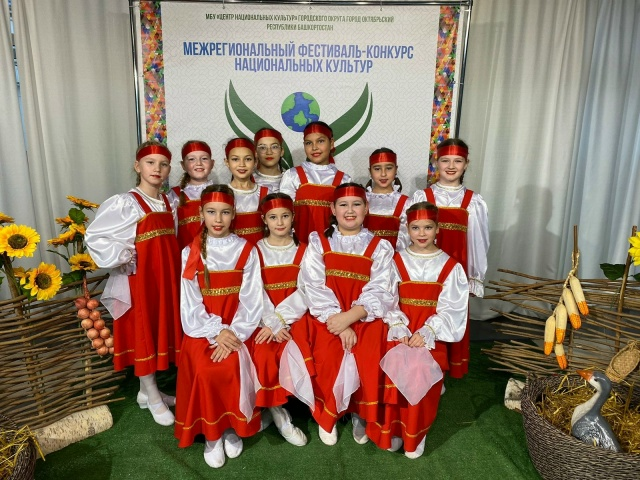 МБУ «ЦЕНТР НАЦИОНАЛЬНЫХ КУЛЬТУР» ГОРОДСКОГО ОКРУГА ГОРОД ОКТЯБРЬСКИЙ
РЕСПУБЛИКИ БАШКОРТОСТАН
МЕЖРЕГИОНАЛЬНЫЙ ФЕСТИВАЛЬ-КОНКУРС
НАЦИОНАЛЬНЫХ КУЛЬТУР